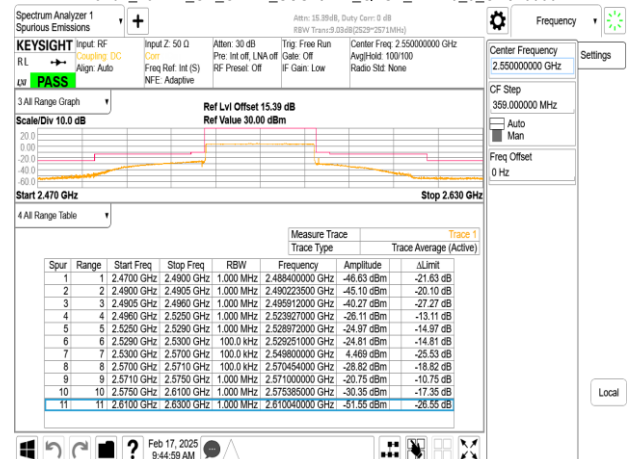 Spectrum Analyzer 1
Spurious Emissions
Attn: 15.39dB, Duty Corr: 0 dB
RBW Trans:9.03dB(2529~2571MHz)
Frequency
KEYSIGHT
RL
PASS
Input: RF
Coupling: DC
Align: Auto
Input Z: 50 Ω
Corr
Freq Ref: Int (S)
NFE: Adaptive
Atten: 30 dB
Pre: Int off, LNA off
RF Preset: Off
Trig: Free Run
Gate: Off
IF Gain: Low
Center Freq: 2.550000000 GHz
Avg|Hold: 100/100
Radio Std: None
Center Frequency
2.550000000 GHz
Settings
CF Step
359.000000 MHz
Auto
Man
Freq Offset
0 Hz
3 All Range Graph
Scale/Div 10.0 dB
Ref Lvl Offset 15.39 dB
Ref Value 30.00 dBm
20.0
0.00
-20.0
-40.0
-60.0
Start 2.470 GHz
Stop 2.630 GHz
4 All Range Table
Measure Trace Trace 1
Trace Type Trace Average (Active)
Spur Range Start Freq Stop Freq RBW Frequency Amplitude ΔLimit
1 1 2.4700 GHz 2.4900 GHz 1.000 MHz 2.488400000 GHz -46.63 dBm -21.63 dB
2 2 2.4900 GHz 2.4905 GHz 1.000 MHz 2.490223500 GHz -45.10 dBm -20.10 dB
3 3 2.4905 GHz 2.4960 GHz 1.000 MHz 2.495912000 GHz -40.27 dBm -27.27 dB
4 4 2.4960 GHz 2.5250 GHz 1.000 MHz 2.523927000 GHz -26.11 dBm -13.11 dB
5 5 2.5250 GHz 2.5290 GHz 1.000 MHz 2.528972000 GHz -24.97 dBm -14.97 dB
6 6 2.5290 GHz 2.5300 GHz 100.0 kHz 2.529251000 GHz -24.81 dBm -14.81 dB
7 7 2.5300 GHz 2.5700 GHz 100.0 kHz 2.549800000 GHz 4.469 dBm -25.53 dB
8 8 2.5700 GHz 2.5710 GHz 100.0 kHz 2.570454000 GHz -28.82 dBm -18.82 dB
9 9 2.5710 GHz 2.5750 GHz 1.000 MHz 2.571000000 GHz -20.75 dBm -10.75 dB
10 10 2.5750 GHz 2.6100 GHz 1.000 MHz 2.575385000 GHz -30.35 dBm -17.35 dB
11 11 2.6100 GHz 2.6300 GHz 1.000 MHz 2.610040000 GHz -51.55 dBm -26.55 dB
Local
Feb 17, 2025
9:44:59 AM